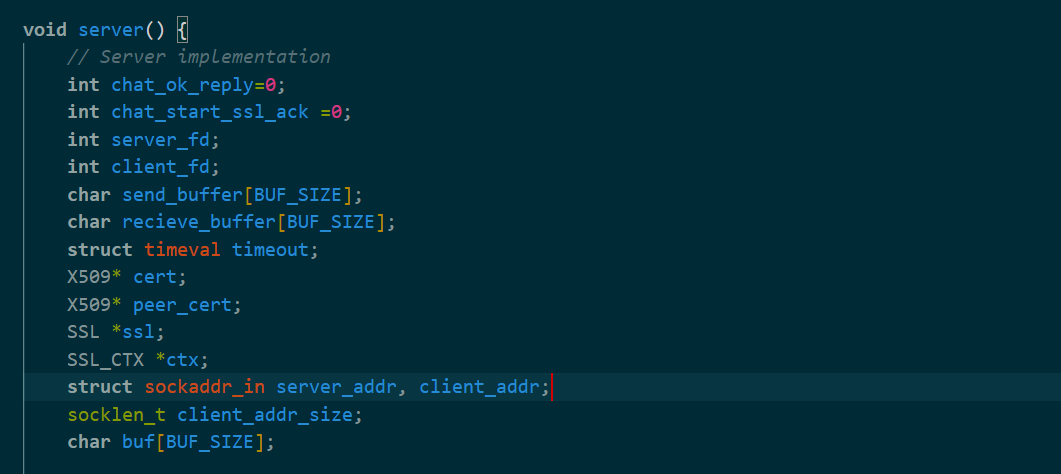 void server() {
// Server implementation
int chat_ok_reply=0;
int chat_start_ssl_ack =0;
int server_fd;
int client_fd;
char send_buffer[BUF_SIZE];
char recieve_buffer[BUF_SIZE];
struct timeval timeout;
X509* cert;
X509* peer_cert;
SSL *ssl;
SSL_CTX *ctx;
struct sockaddr_in server_addr, client_addr;
socklen_t client_addr_size;
char buf[BUF_SIZE];